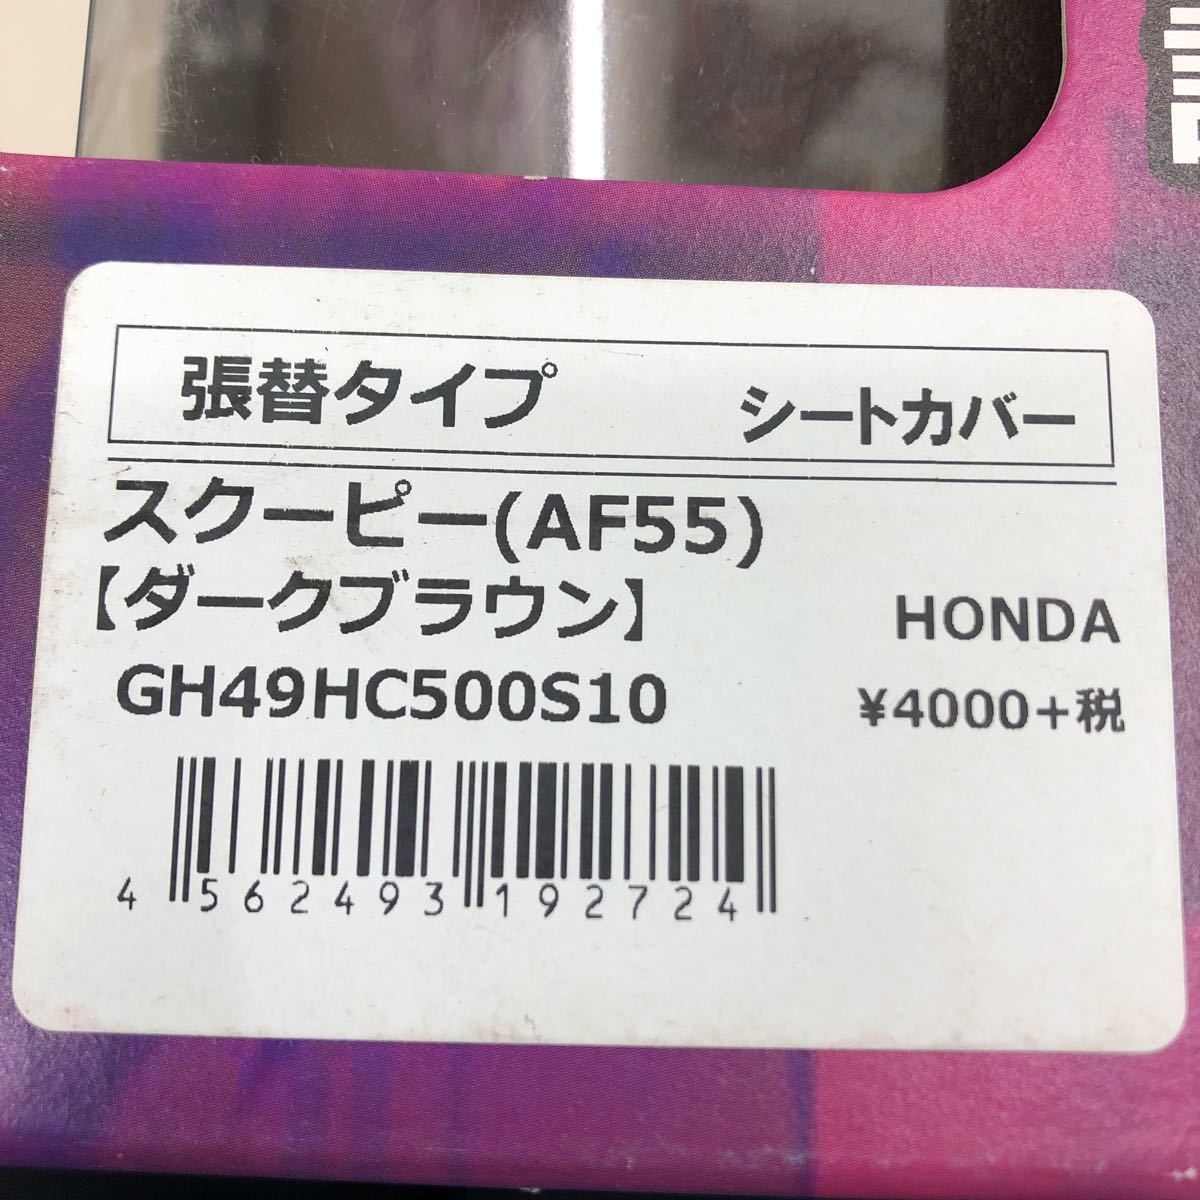 張替タイプ シートカバー
スクーピー(AF55)
【ダークブラウン】 HONDA
GH49HC500S10 ¥4000+税
4 562493 192724